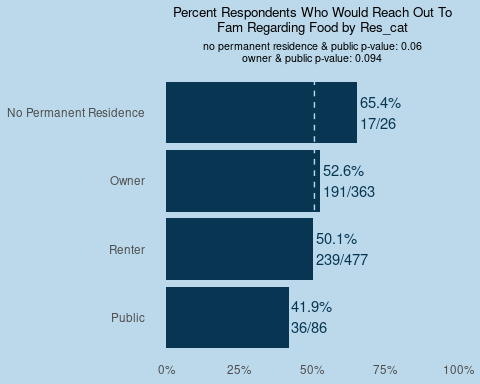 Percent Respondents Who Would Reach Out To
Fam Regarding Food by Res_cat
no permanent residence & public p-value: 0.06
owner & public p-value: 0.094
No Permanent Residence
65.4%
17/26
Owner
52.6%
191/363
Renter
50.1%
239/477
Public
41.9%
36/86
0% 25% 50% 75% 100%